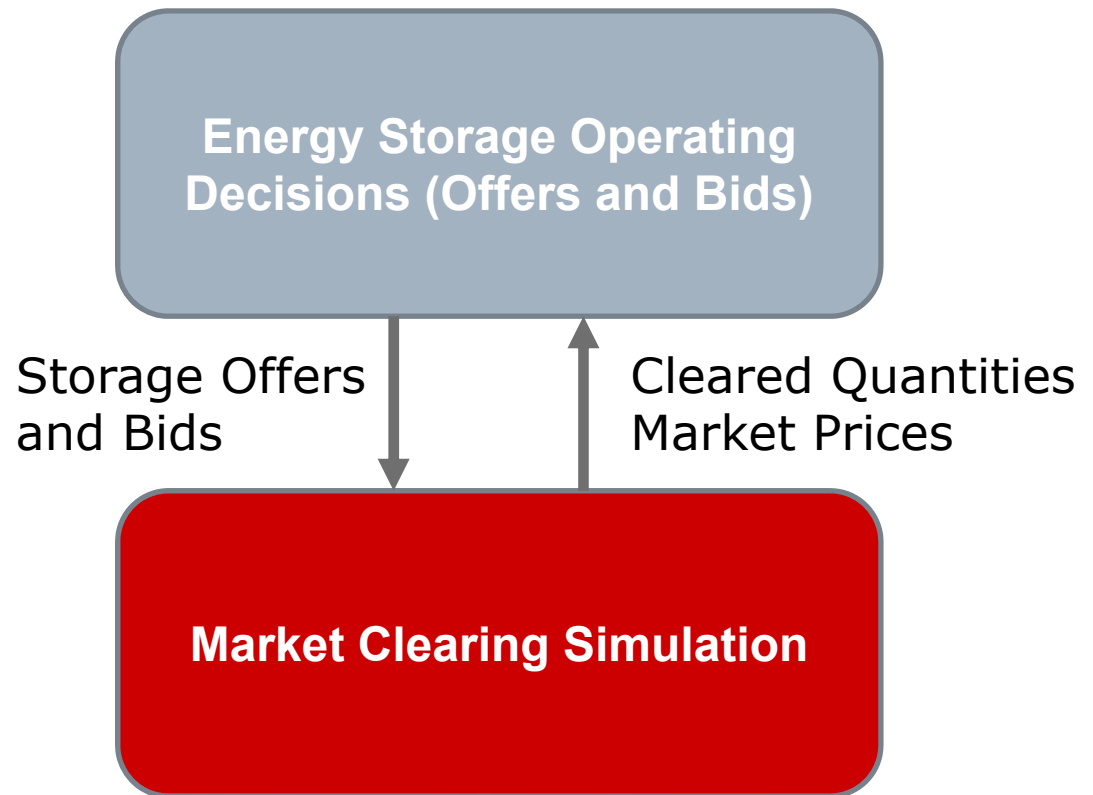 Energy Storage Operating
Decisions (Offers and Bids)
Storage Offers
and Bids
Cleared Quantities
Market Prices
Market Clearing Simulation